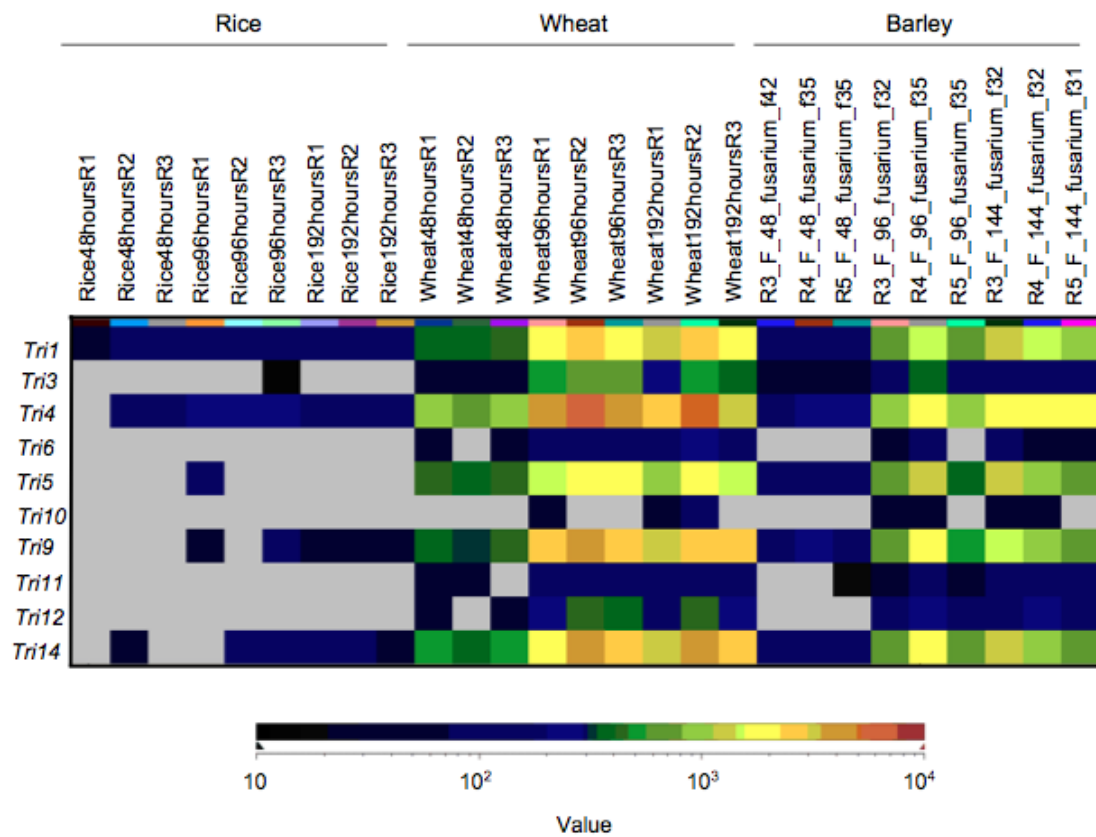 Rice Wheat Barley
Rice48hoursR1
Rice48hoursR2
Rice48hoursR3
Rice96hoursR1
Rice96hoursR2
Rice96hoursR3
Rice192hoursR1
Rice192hoursR2
Rice192hoursR3
Wheat48hoursR1
Wheat48hoursR2
Wheat48hoursR3
Wheat96hoursR1
Wheat96hoursR2
Wheat96hoursR3
Wheat192hoursR1
Wheat192hoursR2
Wheat192hoursR3
R3_F_48_fusarium_f42
R4_F_48_fusarium_f35
R5_F_48_fusarium_f35
R3_F_96_fusarium_f32
R4_F_96_fusarium_f35
R5_F_96_fusarium_f35
R3_F_144_fusarium_f32
R4_F_144_fusarium_f32
R5_F_144_fusarium_f31
Tri1
Tri3
Tri4
Tri6
Tri5
Tri10
Tri9
Tri11
Tri12
Tri14
10 10² 10³ 10⁴
Value